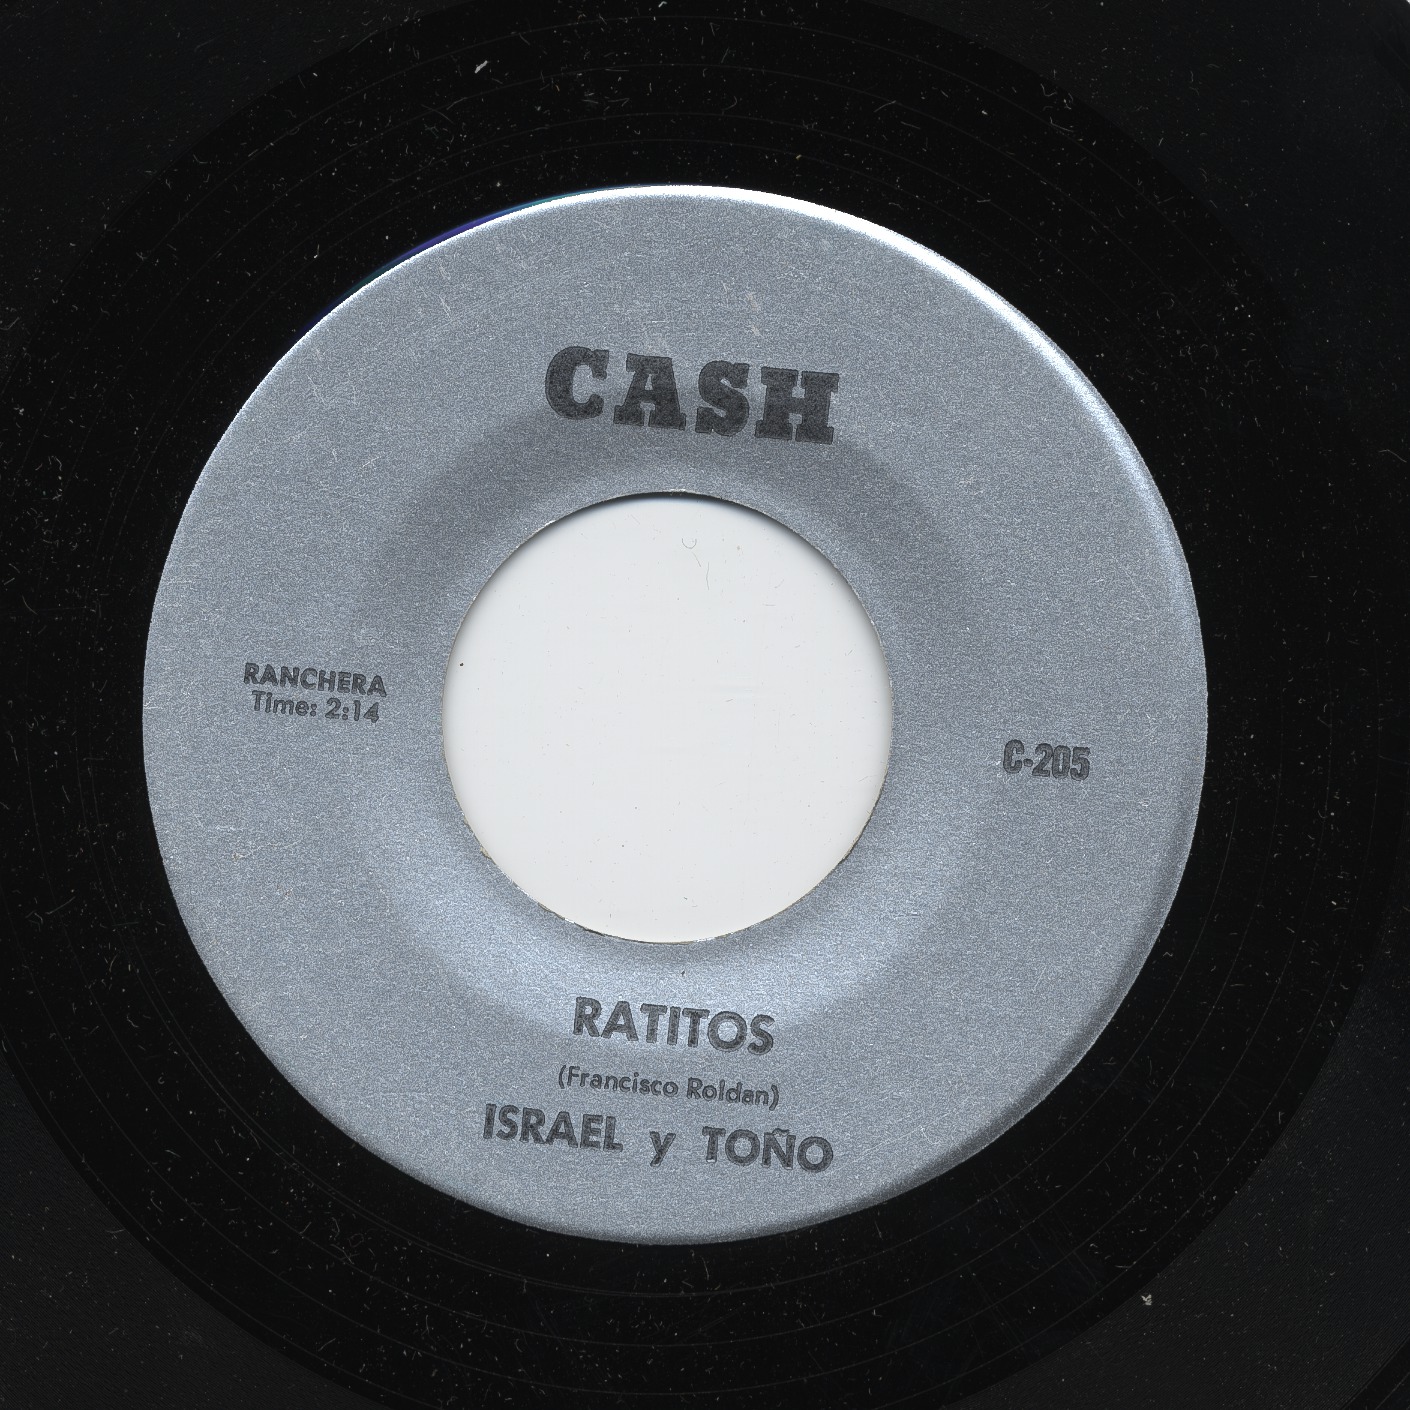 CASH
RANCHERA
Time: 2:14
C-205
RATITOS
(Francisco Roldan)
ISRAEL y TOÑO